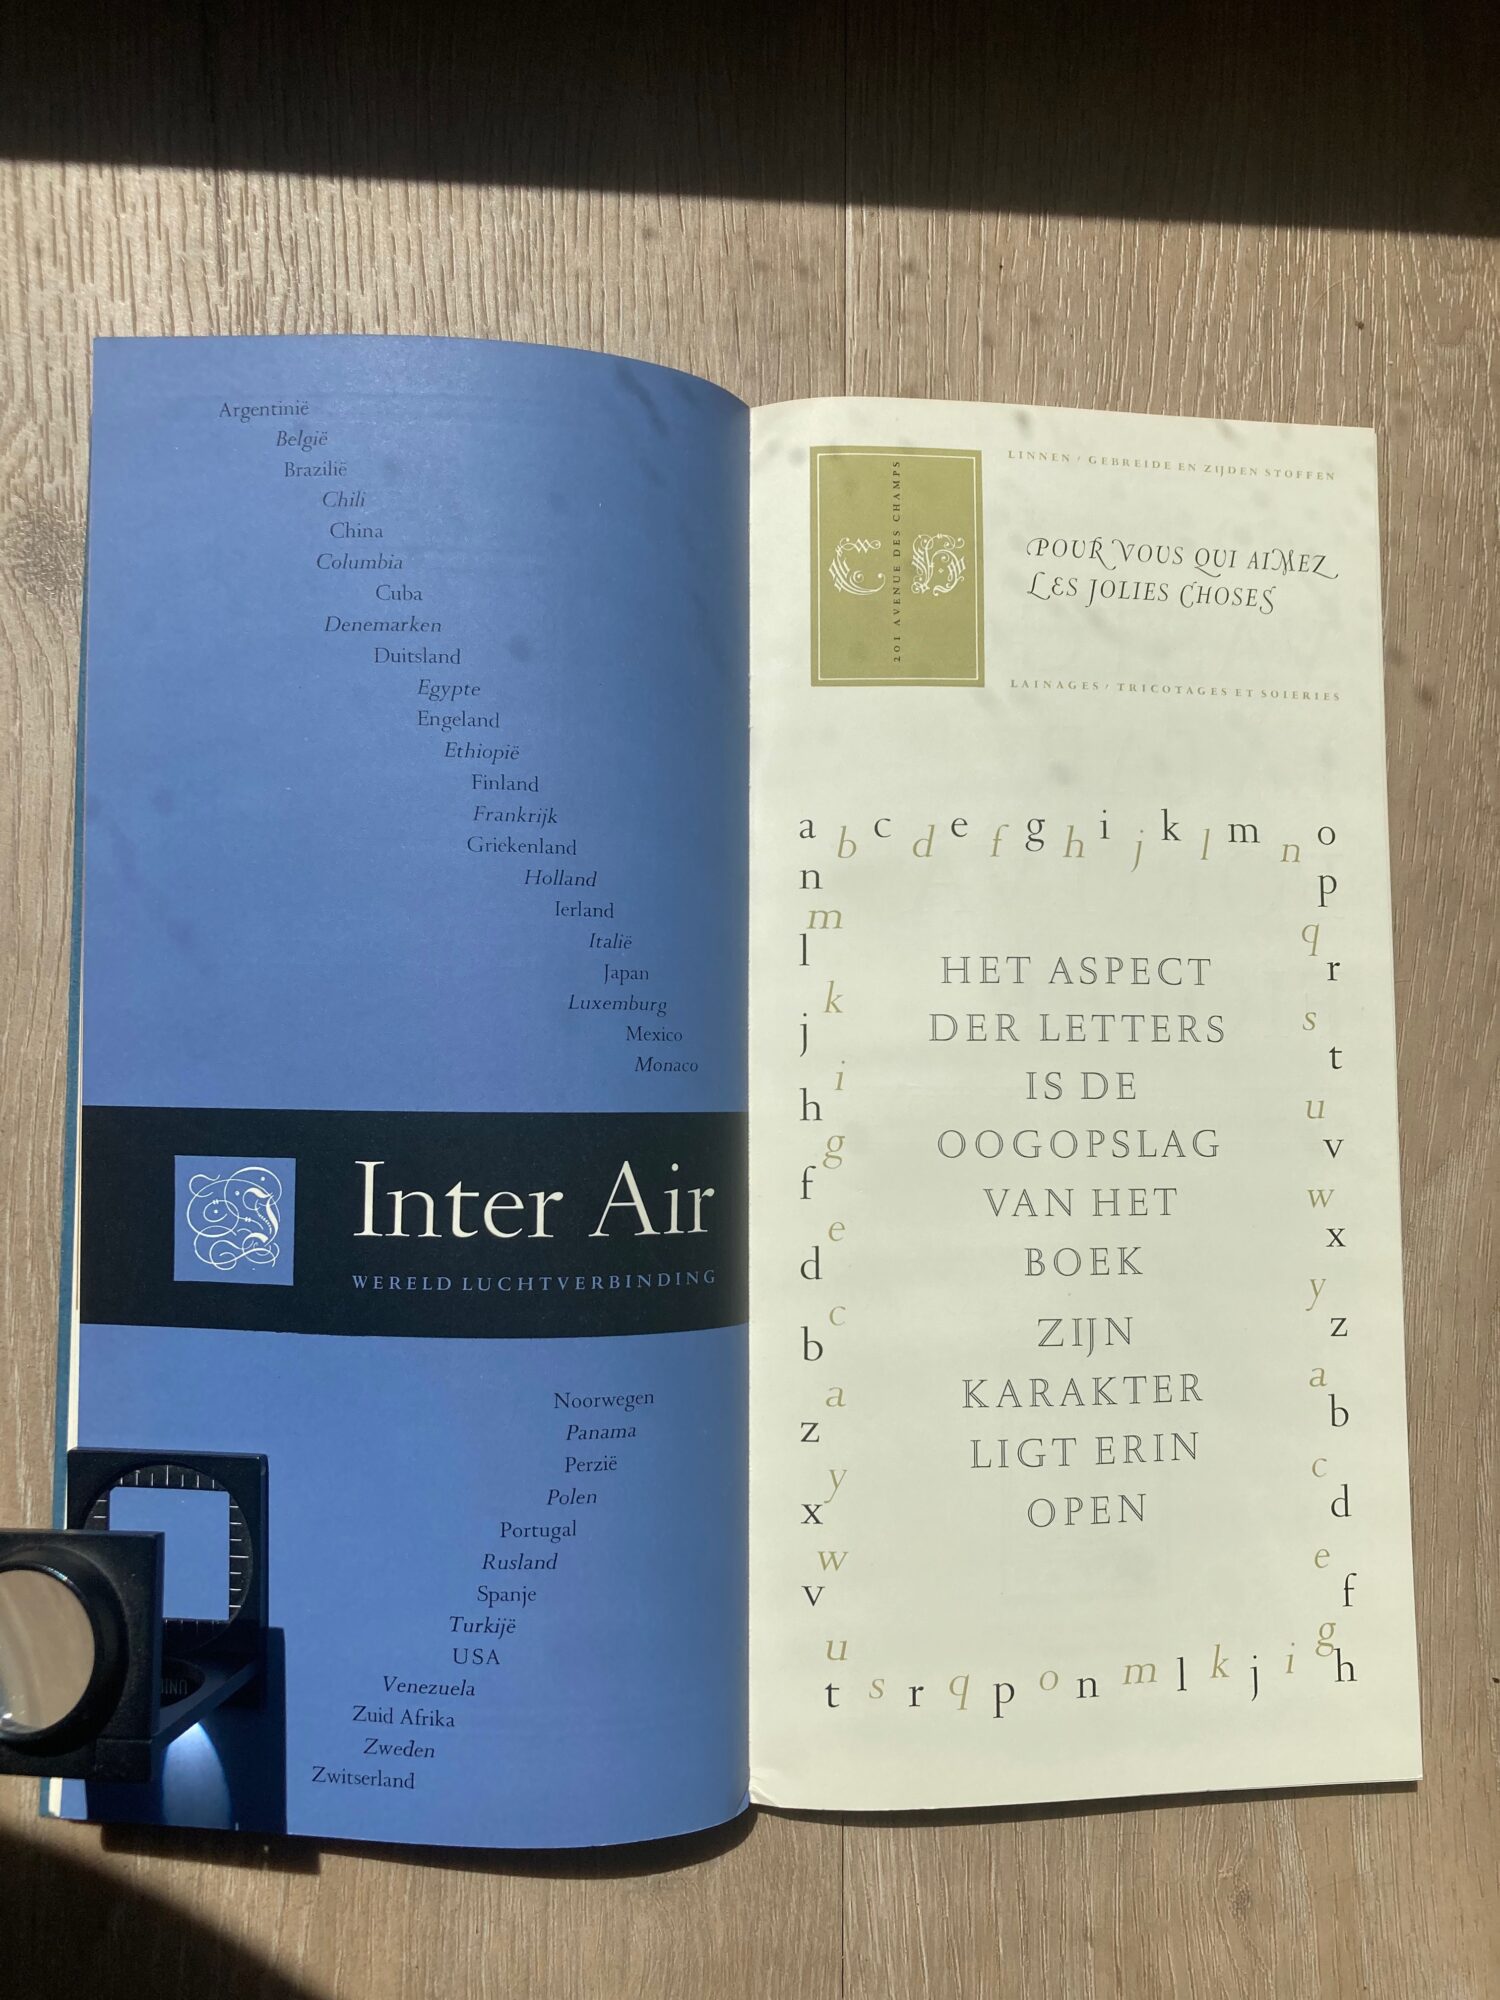 Argentinië
België
Brazilië
Chili
China
Columbia
Cuba
Denemarken
Duitsland
Egypte
Engeland
Ethiopië
Finland
Frankrijk
Griekenland
Holland
Ierland
Italië
Japan
Luxemburg
Mexico
Monaco
Inter Air
WERELD LUCHTVERBINDING
Noorwegen
Panama
Perzië
Polen
Portugal
Rusland
Spanje
Turkijë
USA
Venezuela
Zuid Afrika
Zweden
Zwitserland
201 AVENUE DES CHAMPS
LINNEN / GEBREIDE EN ZIJDEN STOFFEN
POUR VOUS QUI AIMEZ
LES JOLIES CHOSES
LAINAGES / TRICOTAGES ET SOIERIES
a b c d e f g h i j k l m n o
p q r s t u v w x y z a b c d e f g h
n m l k j i h g f e d c b a z y x w v u
t s r q p o n m l k j i
HET ASPECT
DER LETTERS
IS DE
OOGOPSLAG
VAN HET
BOEK
ZIJN
KARAKTER
LIGT ERIN
OPEN